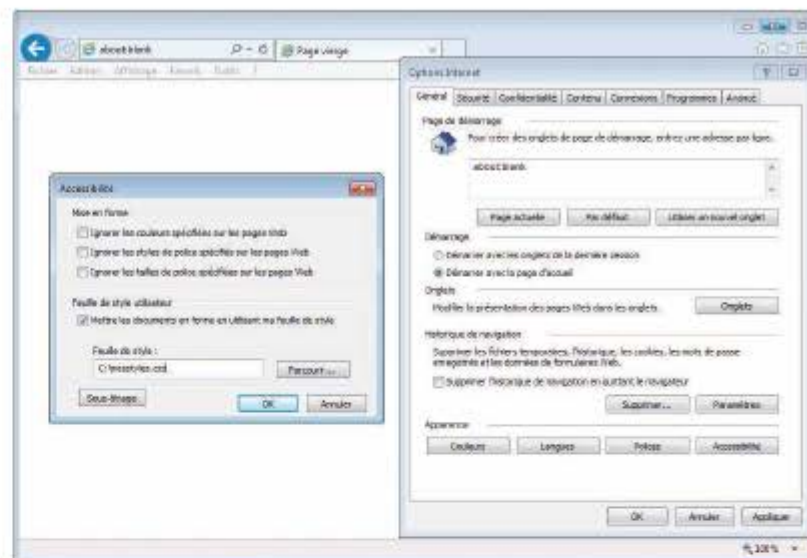 about:blank
Page vierge
Fichier Edition Affichage Favoris Outils ?
Options Internet
Général Sécurité Confidentialité Contenu Connexions Programmes Avancé
Page de démarrage
Pour créer des onglets de page de démarrage, entrez une adresse par ligne.
about:blank
Page actuelle Par défaut Utiliser un nouvel onglet
Démarrage
Démarrer avec les onglets de la dernière session
Démarrer avec la page d'accueil
Onglets
Modifier la présentation des pages Web dans les onglets. Onglets
Historique de navigation
Supprimer les fichiers temporaires, l'historique, les cookies, les mots de passe
enregistrés et les données de formulaires Web.
Supprimer l'historique de navigation en quittant le navigateur
Supprimer... Paramètres
Apparence
Couleurs Langues Polices Accessibilité
OK Annuler Appliquer
Accessibilité
Mise en forme
Ignorer les couleurs spécifiées sur les pages Web
Ignorer les styles de police spécifiés sur les pages Web
Ignorer les tailles de police spécifiées sur les pages Web
Feuille de style utilisateur
Mettre les documents en forme en utilisant ma feuille de style
Feuille de style :
Parcourir...
OK Annuler
100%